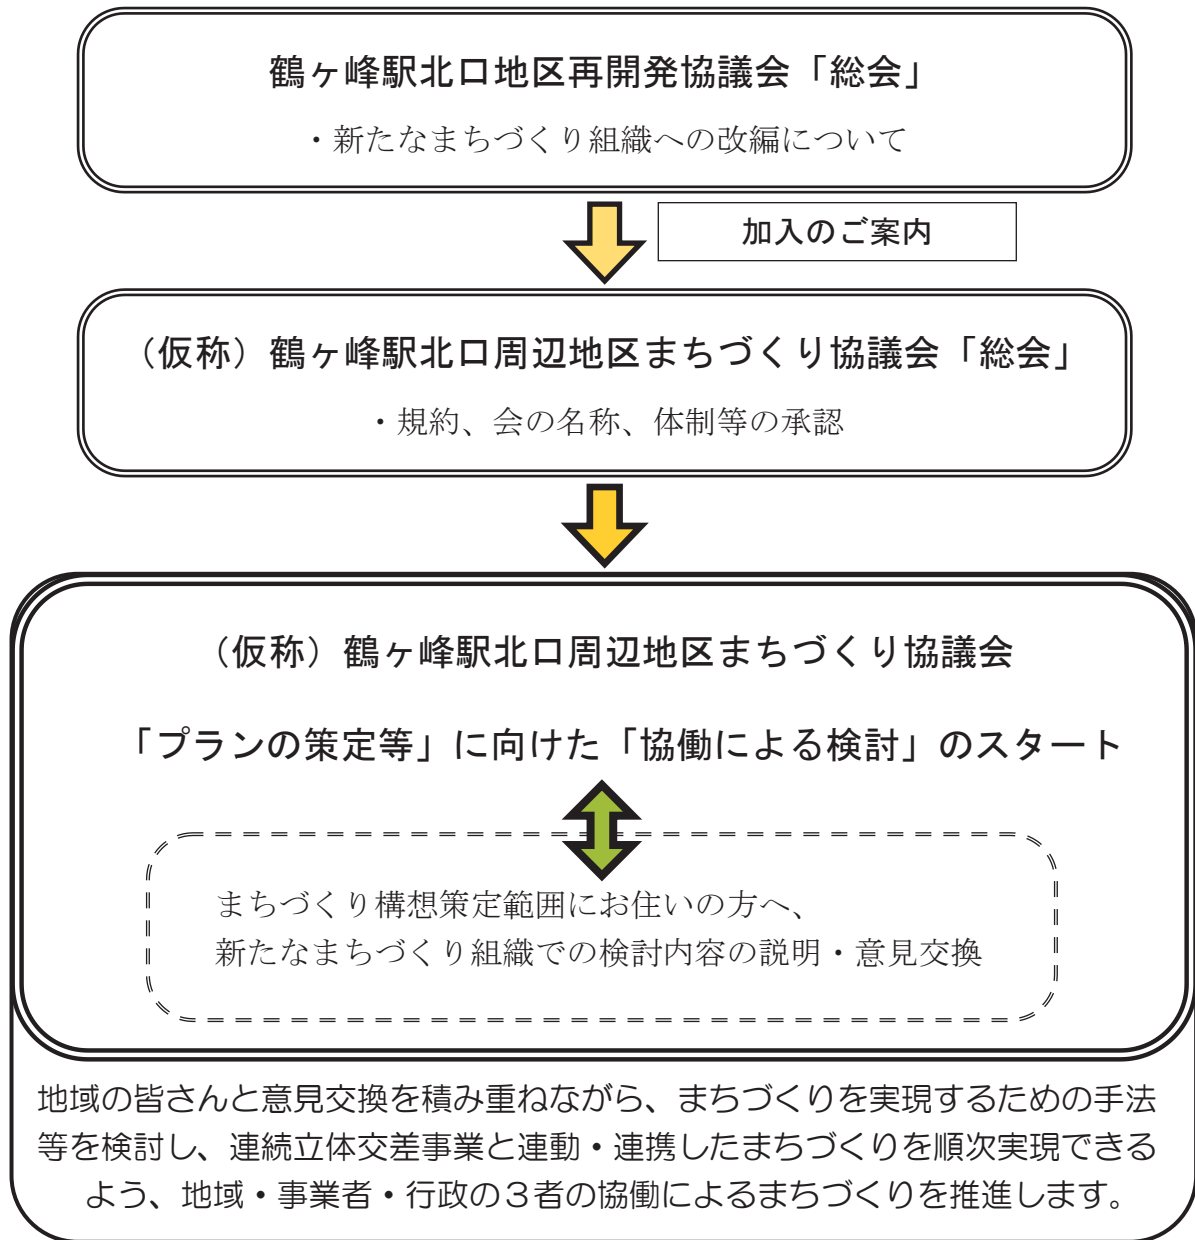 鶴ヶ峰駅北口地区再開発協議会「総会」
・新たなまちづくり組織への改編について
加入のご案内
（仮称）鶴ヶ峰駅北口周辺地区まちづくり協議会「総会」
・規約、会の名称、体制等の承認
（仮称）鶴ヶ峰駅北口周辺地区まちづくり協議会
「プランの策定等」に向けた「協働による検討」のスタート
まちづくり構想策定範囲にお住いの方へ、
新たなまちづくり組織での検討内容の説明・意見交換
地域の皆さんと意見交換を積み重ねながら、まちづくりを実現するための手法
等を検討し、連続立体交差事業と連動・連携したまちづくりを順次実現できる
よう、地域・事業者・行政の３者の協働によるまちづくりを推進します。